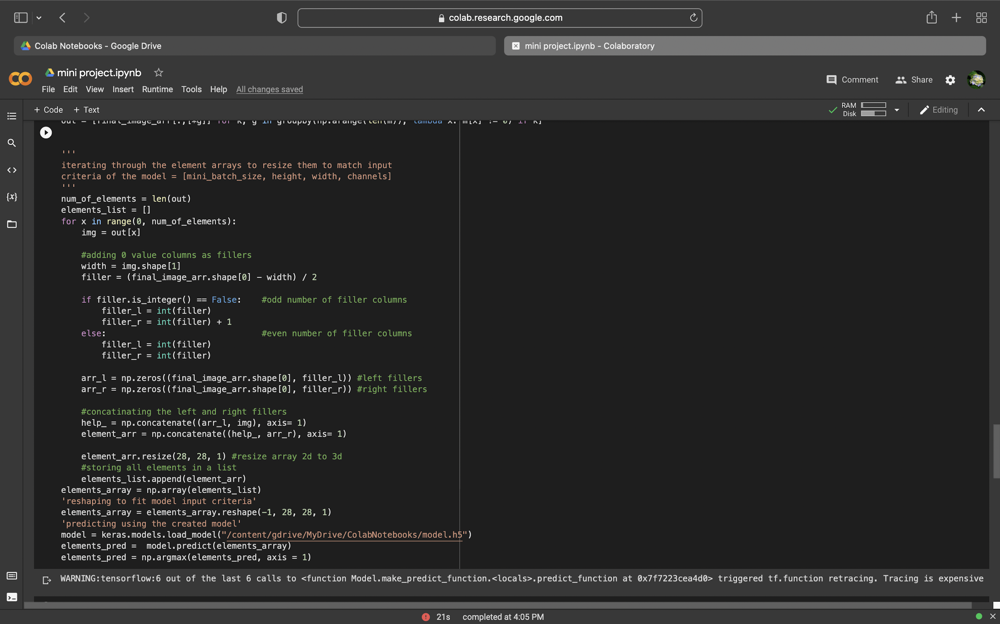 colab.research.google.com
Colab Notebooks - Google Drive
mini project.ipynb - Colaboratory
mini project.ipynb
Comment
Share
File Edit View Insert Runtime Tools Help All changes saved
+ Code + Text
RAM
Disk
Editing
out = [final_image_arr[:,[*g]] for k, g in groupby(np.arange(len(m)), lambda x: m[x] != 0) if k]
'''
iterating through the element arrays to resize them to match input
criteria of the model = [mini_batch_size, height, width, channels]
'''
num_of_elements = len(out)
elements_list = []
for x in range(0, num_of_elements):
    img = out[x]
    #adding 0 value columns as fillers
    width = img.shape[1]
    filler = (final_image_arr.shape[0] - width) / 2
    if filler.is_integer() == False:    #odd number of filler columns
        filler_l = int(filler)
        filler_r = int(filler) + 1
    else:                               #even number of filler columns
        filler_l = int(filler)
        filler_r = int(filler)
    arr_l = np.zeros((final_image_arr.shape[0], filler_l)) #left fillers
    arr_r = np.zeros((final_image_arr.shape[0], filler_r)) #right fillers
    #concatinating the left and right fillers
    help_ = np.concatenate((arr_l, img), axis= 1)
    element_arr = np.concatenate((help_, arr_r), axis= 1)
    element_arr.resize(28, 28, 1) #resize array 2d to 3d
    #storing all elements in a list
    elements_list.append(element_arr)
elements_array = np.array(elements_list)
'reshaping to fit model input criteria'
elements_array = elements_array.reshape(-1, 28, 28, 1)
'predicting using the created model'
model = keras.models.load_model("/content/gdrive/MyDrive/ColabNotebooks/model.h5")
elements_pred =  model.predict(elements_array)
elements_pred = np.argmax(elements_pred, axis = 1)
WARNING:tensorflow:6 out of the last 6 calls to <function Model.make_predict_function.<locals>.predict_function at 0x7f7223cea4d0> triggered tf.function retracing. Tracing is expensive
21s completed at 4:05 PM